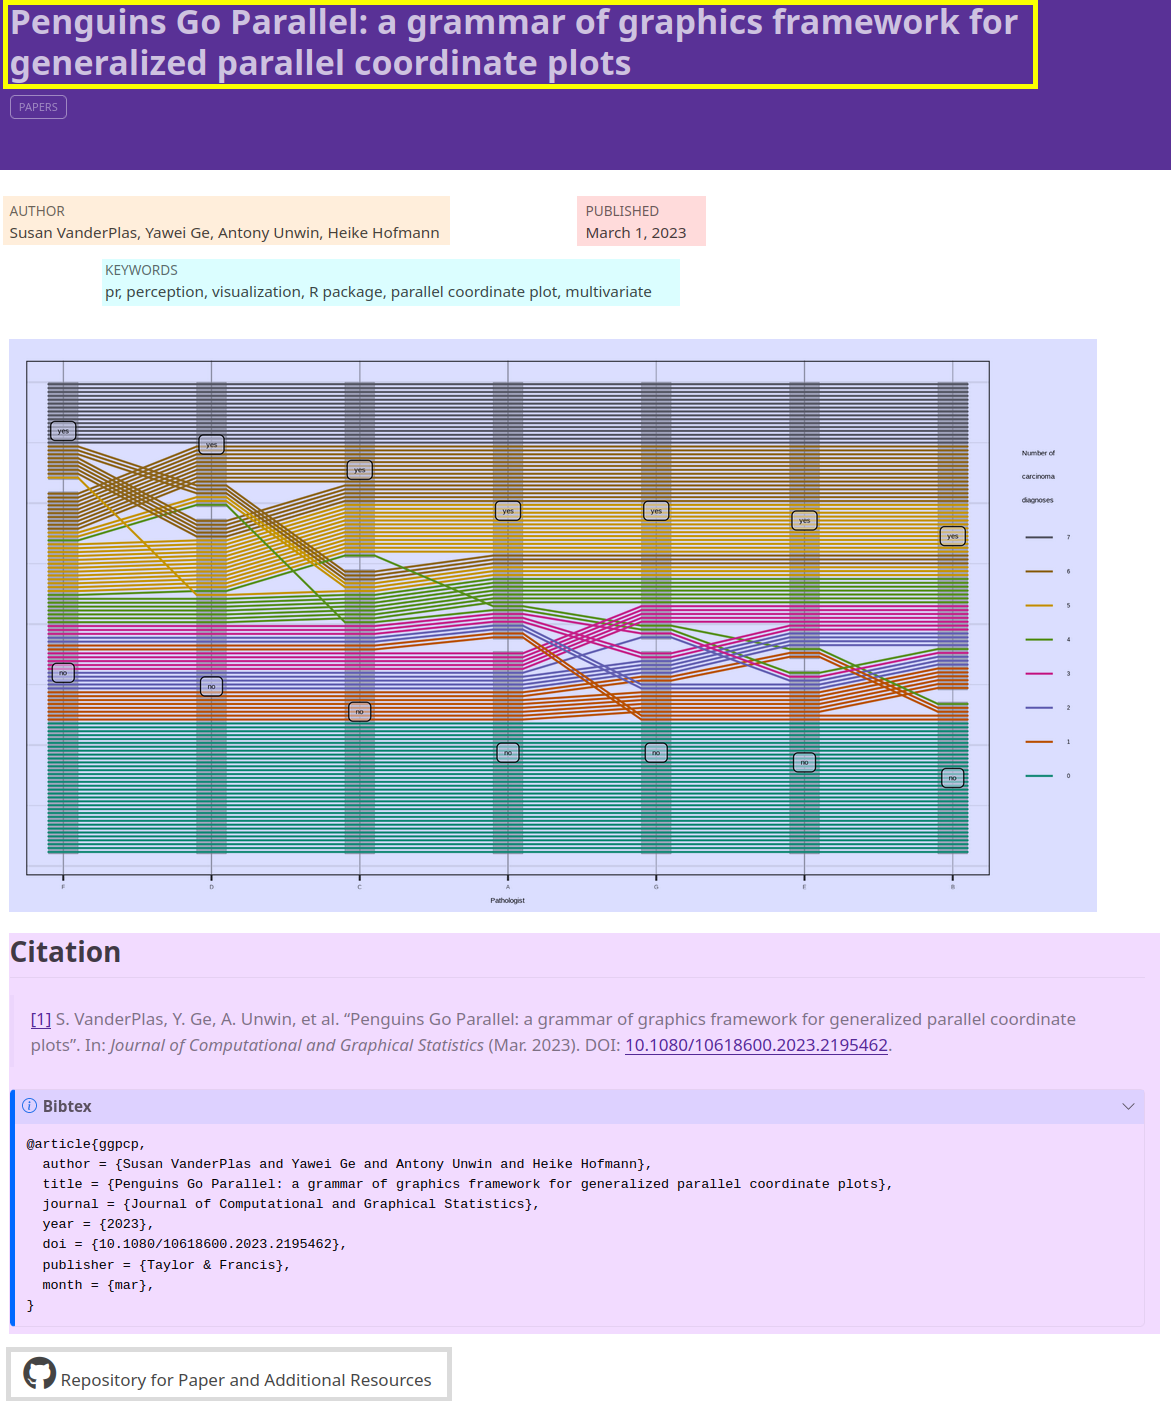 Penguins Go Parallel: a grammar of graphics framework for
generalized parallel coordinate plots
PAPERS
AUTHOR
Susan VanderPlas, Yawei Ge, Antony Unwin, Heike Hofmann
PUBLISHED
March 1, 2023
KEYWORDS
pr, perception, visualization, R package, parallel coordinate plot, multivariate
yes
yes
yes
yes
yes
yes
yes
no
no
no
no
no
no
no
F
D
C
A
G
E
B
Pathologist
Number of
carcinoma
diagnoses
7
6
5
4
3
2
1
0
Citation
[1] S. VanderPlas, Y. Ge, A. Unwin, et al. “Penguins Go Parallel: a grammar of graphics framework for generalized parallel coordinate
plots”. In: Journal of Computational and Graphical Statistics (Mar. 2023). DOI: 10.1080/10618600.2023.2195462.
Bibtex
@article{ggpcp,
  author = {Susan VanderPlas and Yawei Ge and Antony Unwin and Heike Hofmann},
  title = {Penguins Go Parallel: a grammar of graphics framework for generalized parallel coordinate plots},
  journal = {Journal of Computational and Graphical Statistics},
  year = {2023},
  doi = {10.1080/10618600.2023.2195462},
  publisher = {Taylor & Francis},
  month = {mar},
}
Repository for Paper and Additional Resources